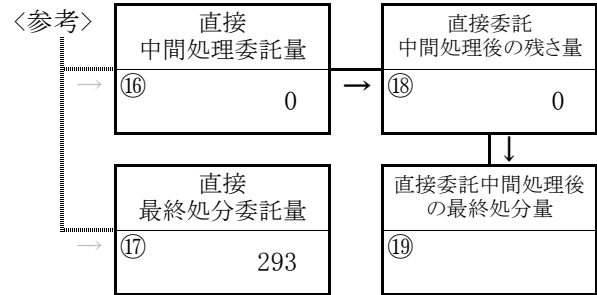 〈参考〉
直接
中間処理委託量
→
⑯
0
→
直接委託
中間処理後の残さ量
⑱
0
↓
直接
最終処分委託量
→
⑰
293
直接委託中間処理後
の最終処分量
⑲